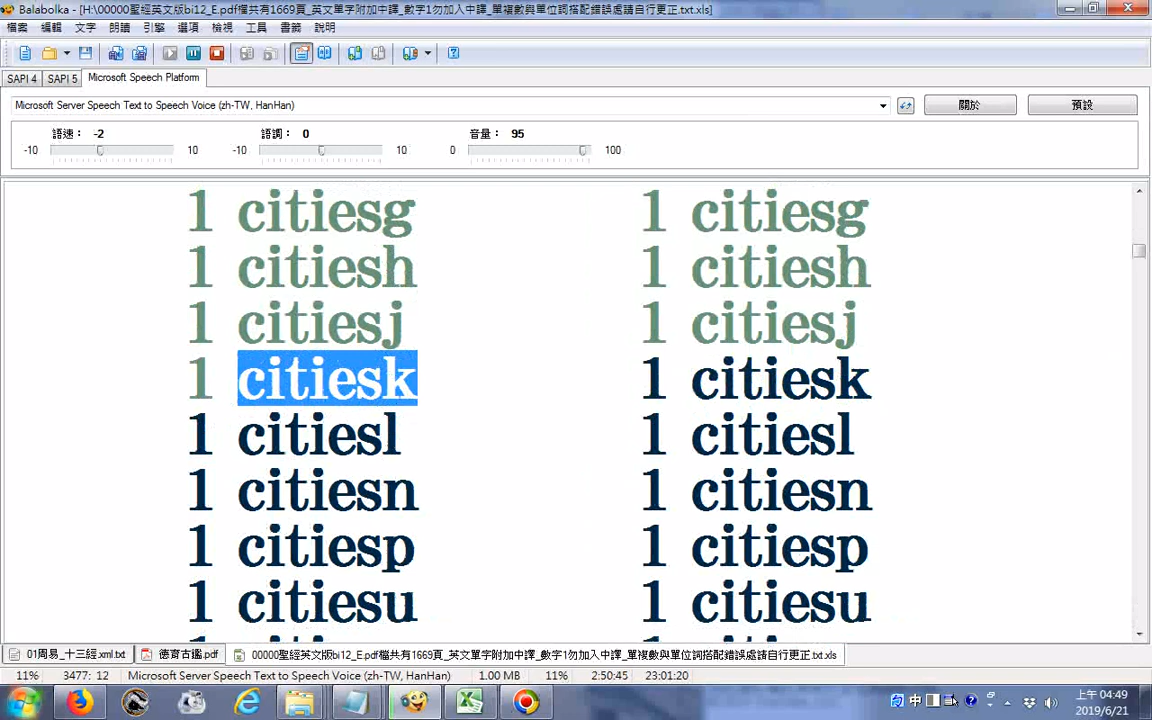 Balabolka - [H:\00000聖經英文版bi12_E.pdf檔共有1669頁_英文單字附加中譯_數字1勿加入中譯_單複數與單位詞搭配錯誤處請自行更正.txt.xls]
檔案 編輯 文字 朗讀 引擎 選項 檢視 工具 書籤 說明
SAPI 4 SAPI 5 Microsoft Speech Platform
Microsoft Server Speech Text to Speech Voice (zh-TW, HanHan) 關於 預設
語速： -2 語調： 0 音量： 95
-10 10 -10 10 0 100
1 citiesg 1 citiesg
1 citiesh 1 citiesh
1 citiesj 1 citiesj
1 citiesk 1 citiesk
1 citiesl 1 citiesl
1 citiesn 1 citiesn
1 citiesp 1 citiesp
1 citiesu 1 citiesu
01周易_十三經.xml.txt 德育古鑑.pdf 00000聖經英文版bi12_E.pdf檔共有1669頁_英文單字附加中譯_數字1勿加入中譯_單複數與單位詞搭配錯誤處請自行更正.txt.xls
11% 3477: 12 Microsoft Server Speech Text to Speech Voice (zh-TW, HanHan) 1.00 MB 11% 2:50:45 23:01:20
中 上午 04:49
2019/6/21